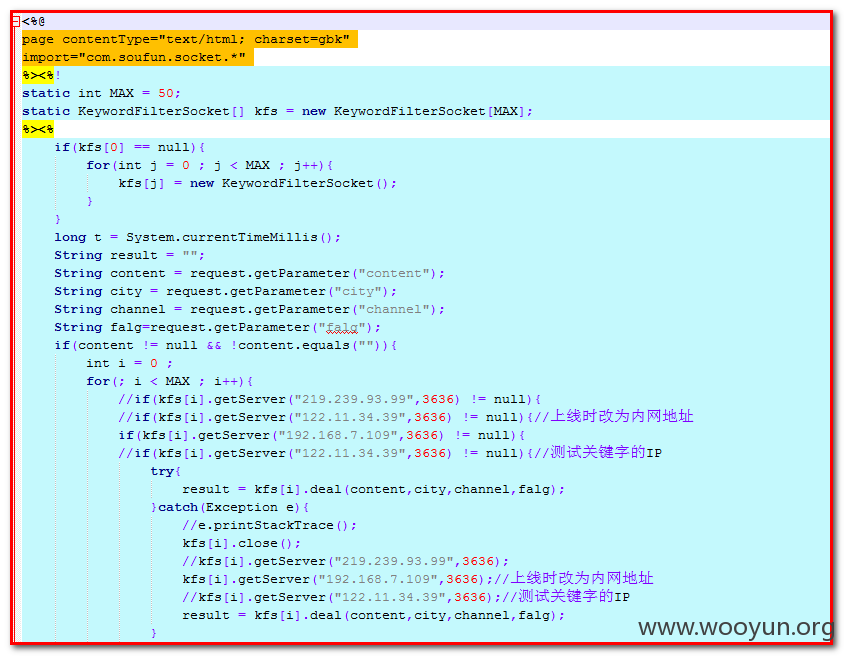 <%@
page contentType="text/html; charset=gbk"
import="com.soufun.socket.*"
%><%!
static int MAX = 50;
static KeywordFilterSocket[] kfs = new KeywordFilterSocket[MAX];
%><%
if(kfs[0] == null){
for(int j = 0 ; j < MAX ; j++){
kfs[j] = new KeywordFilterSocket();
}
}
long t = System.currentTimeMillis();
String result = "";
String content = request.getParameter("content");
String city = request.getParameter("city");
String channel = request.getParameter("channel");
String falg=request.getParameter("falg");
if(content != null && !content.equals("")){
int i = 0 ;
for(; i < MAX ; i++){
//if(kfs[i].getServer("219.239.93.99",3636) != null){
//if(kfs[i].getServer("122.11.34.39",3636) != null){//上线时改为内网地址
if(kfs[i].getServer("192.168.7.109",3636) != null){
//if(kfs[i].getServer("122.11.34.39",3636) != null){//测试关键字的IP
try{
result = kfs[i].deal(content,city,channel,falg);
}catch(Exception e){
//e.printStackTrace();
kfs[i].close();
//kfs[i].getServer("219.239.93.99",3636);
kfs[i].getServer("192.168.7.109",3636);//上线时改为内网地址
//kfs[i].getServer("122.11.34.39",3636);//测试关键字的IP
result = kfs[i].deal(content,city,channel,falg);
}
www.wooyun.org